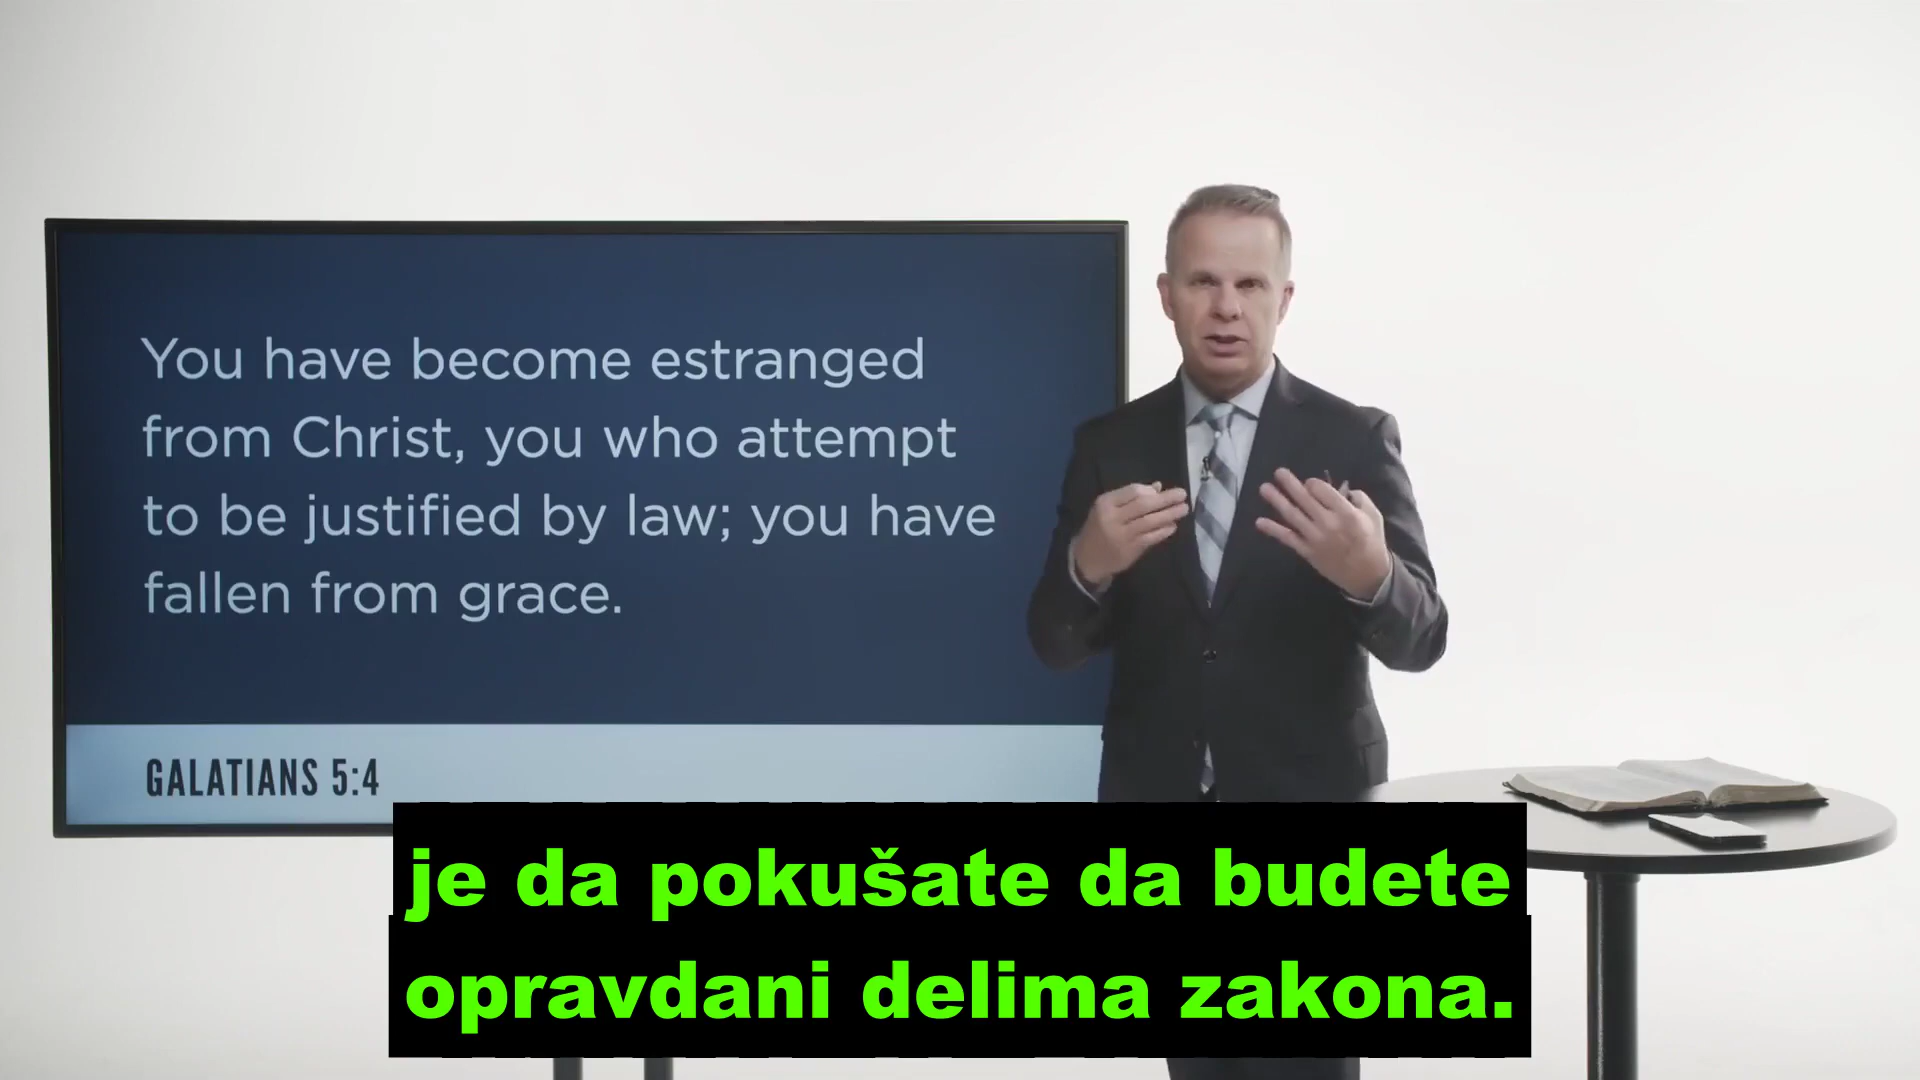 You have become estranged
from Christ, you who attempt
to be justified by law; you have
fallen from grace.
GALATIANS 5:4
je da pokušate da budete
opravdani delima zakona.